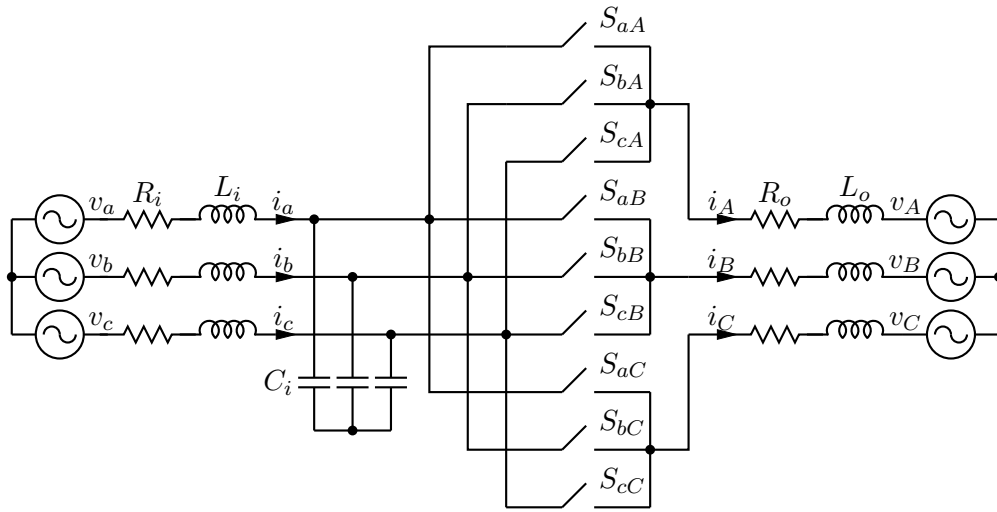 S_{aA}
S_{bA}
S_{cA}
v_a R_i L_i i_a S_{aB} i_A R_o L_o v_A
v_b i_b S_{bB} i_B v_B
v_c i_c S_{cB} i_C v_C
C_i S_{aC}
S_{bC}
S_{cC}